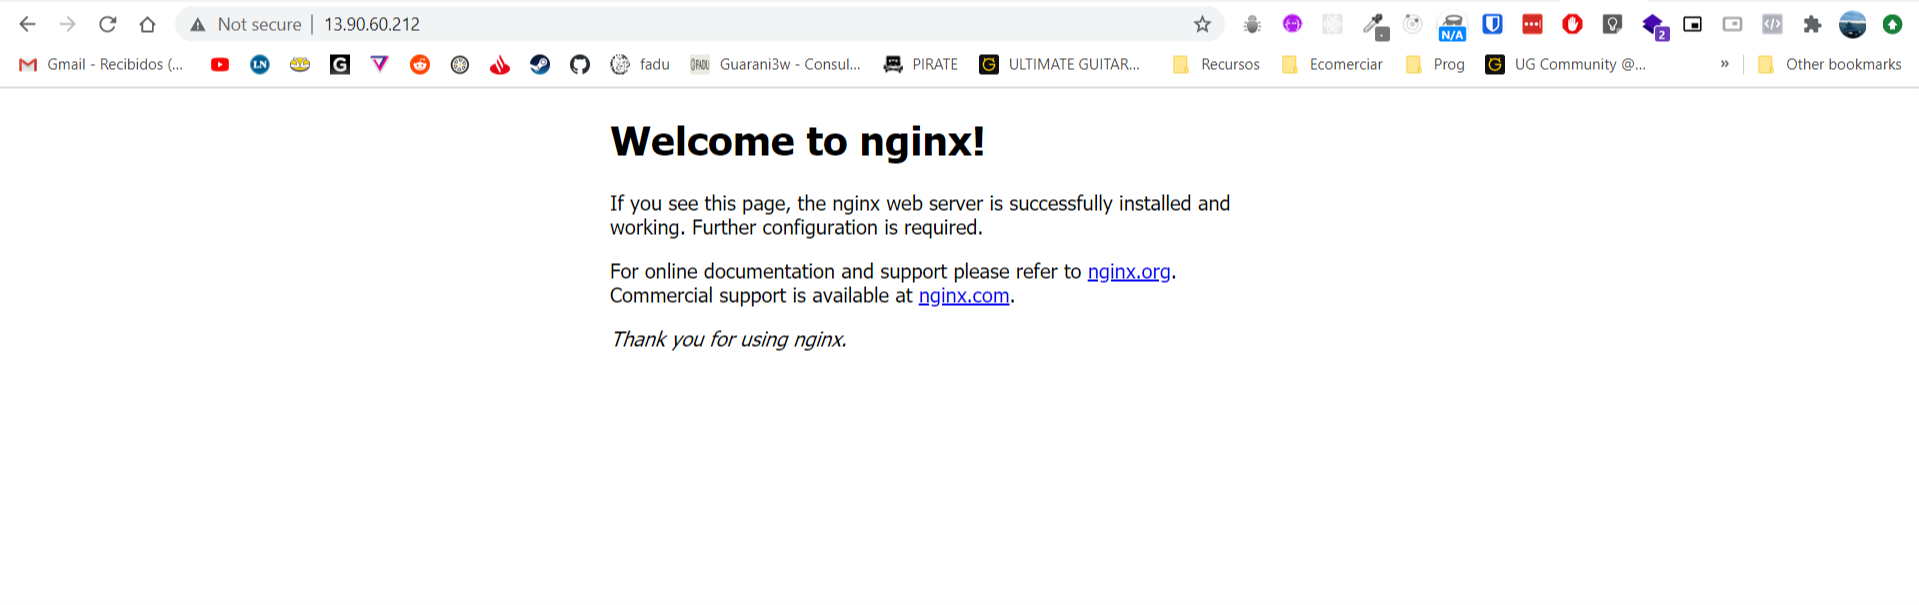 Not secure 13.90.60.212
N/A
2
Gmail - Recibidos (...
LN
G
fadu
QFADU
Guarani3w - Consul...
PIRATE
ULTIMATE GUITAR...
Recursos
Ecomerciar
Prog
UG Community @...
»
Other bookmarks
Welcome to nginx!
If you see this page, the nginx web server is successfully installed and
working. Further configuration is required.
For online documentation and support please refer to nginx.org.
Commercial support is available at nginx.com.
Thank you for using nginx.